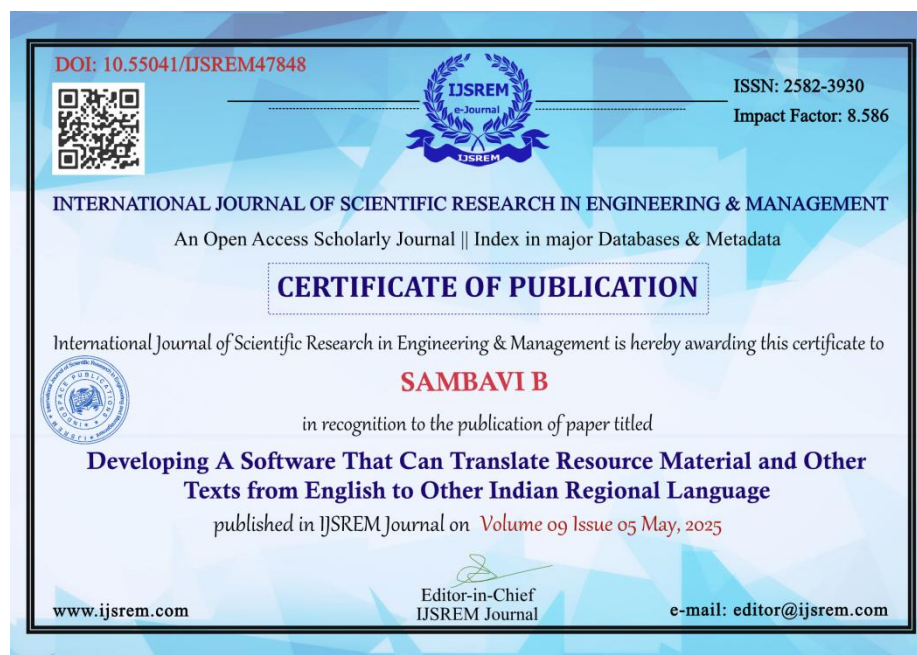 DOI: 10.55041/IJSREM47848
IJSREM
e-Journal
IJSREM
ISSN: 2582-3930
Impact Factor: 8.586
INTERNATIONAL JOURNAL OF SCIENTIFIC RESEARCH IN ENGINEERING & MANAGEMENT
An Open Access Scholarly Journal || Index in major Databases & Metadata
CERTIFICATE OF PUBLICATION
International Journal of Scientific Research in Engineering & Management is hereby awarding this certificate to
SAMBAVI B
in recognition to the publication of paper titled
Developing A Software That Can Translate Resource Material and Other
Texts from English to Other Indian Regional Language
published in IJSREM Journal on Volume 09 Issue 05 May, 2025
Editor-in-Chief
IJSREM Journal
www.ijsrem.com
e-mail: editor@ijsrem.com